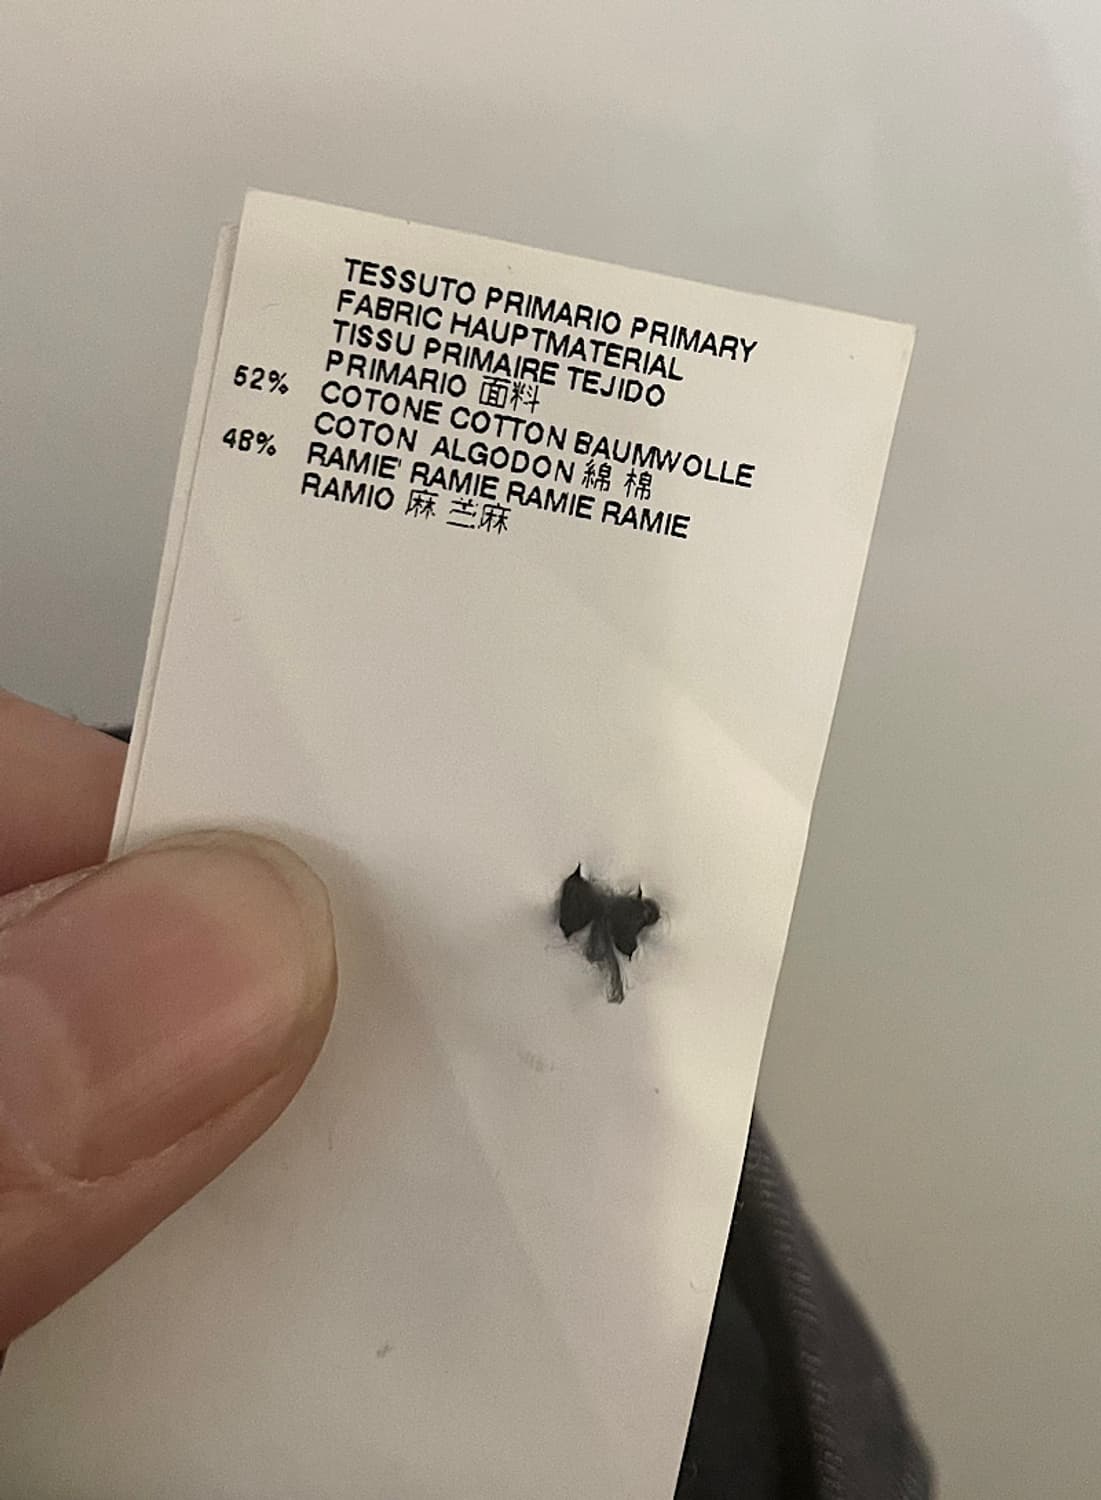 TESSUTO PRIMARIO PRIMARY
FABRIC HAUPTMATERIAL
TISSU PRIMAIRE TEJIDO
PRIMARIO 面料
52% COTONE COTTON BAUMWOLLE
COTON ALGODON 綿 棉
48% RAMIE' RAMIE RAMIE RAMIE
RAMIO 麻 苎麻